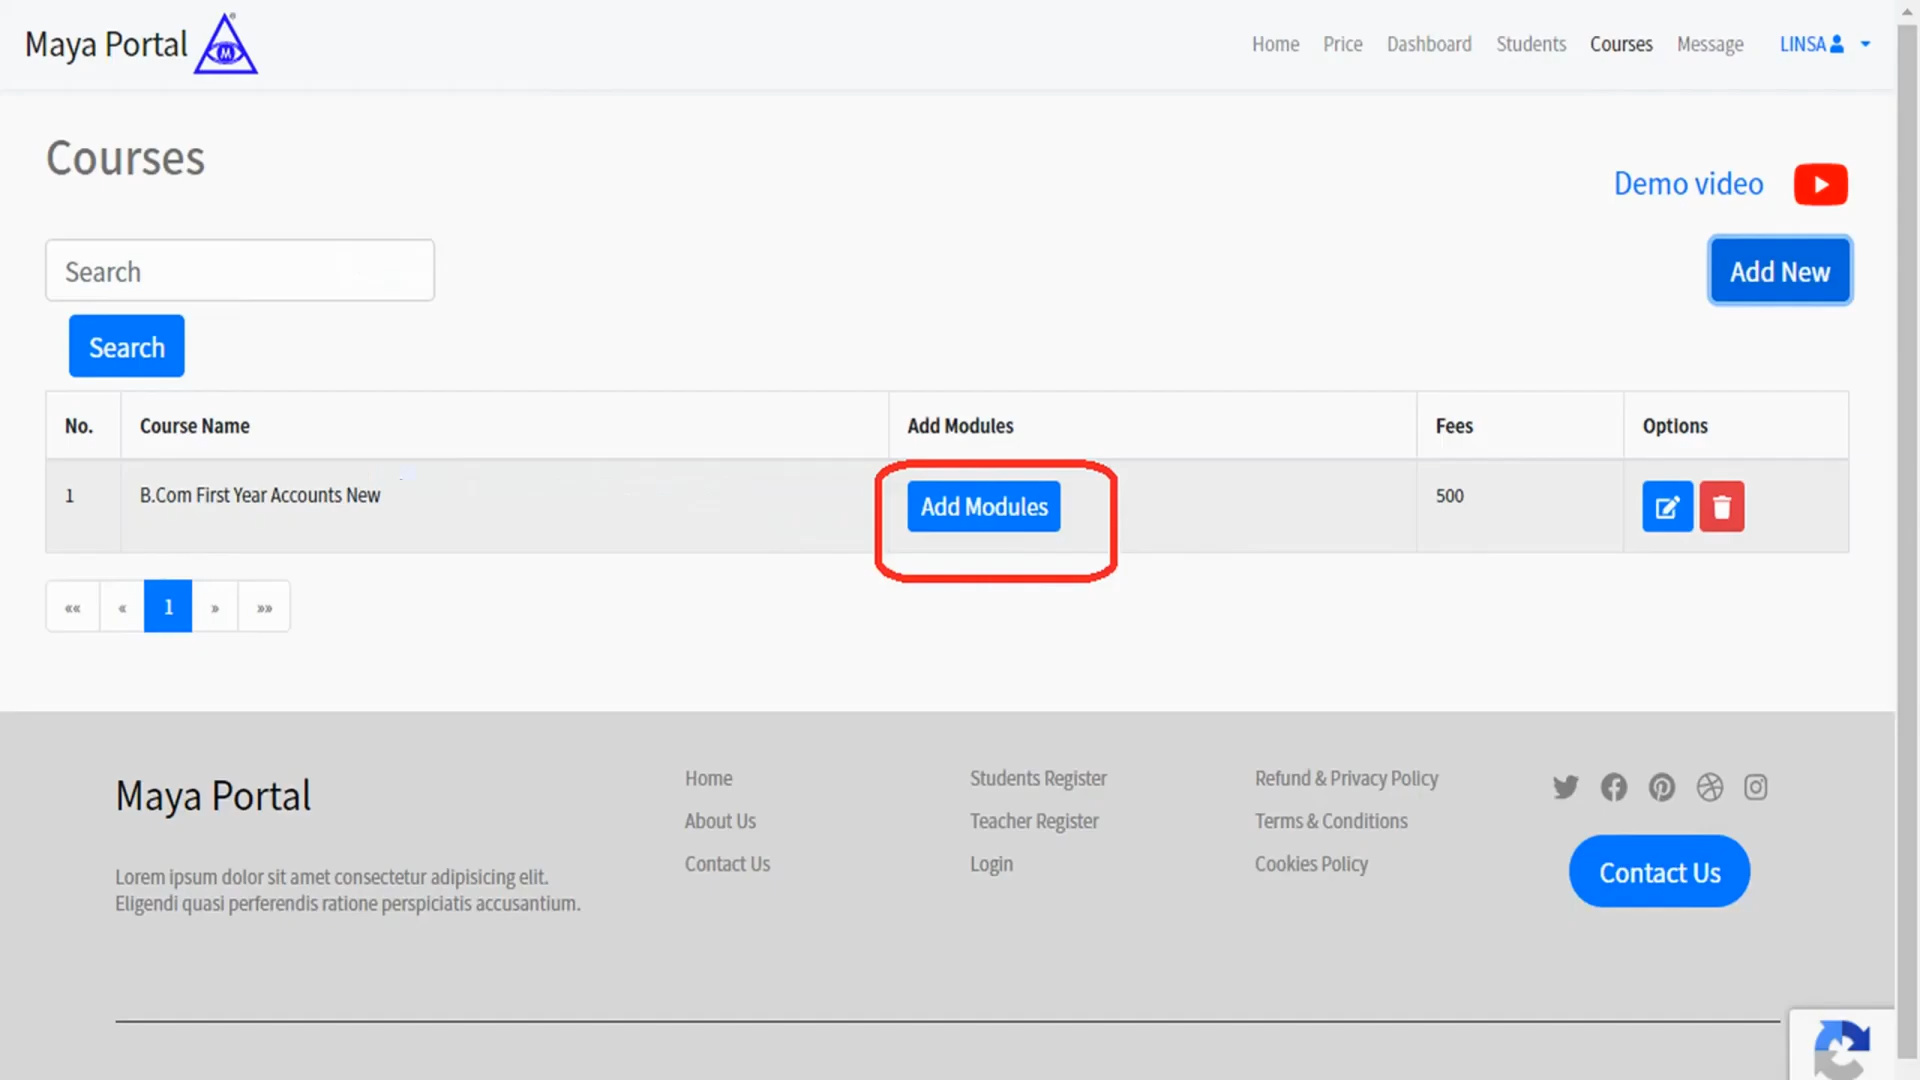 Maya Portal
M
Home Price Dashboard Students Courses Message LINSA
Courses
Demo video
Search
Add New
Search
No. Course Name Add Modules Fees Options
1 B.Com First Year Accounts New Add Modules 500
«« « 1 » »»
Maya Portal
Lorem ipsum dolor sit amet consectetur adipisicing elit.
Eligendi quasi perferendis ratione perspiciatis accusantium.
Home
About Us
Contact Us
Students Register
Teacher Register
Login
Refund & Privacy Policy
Terms & Conditions
Cookies Policy
Contact Us